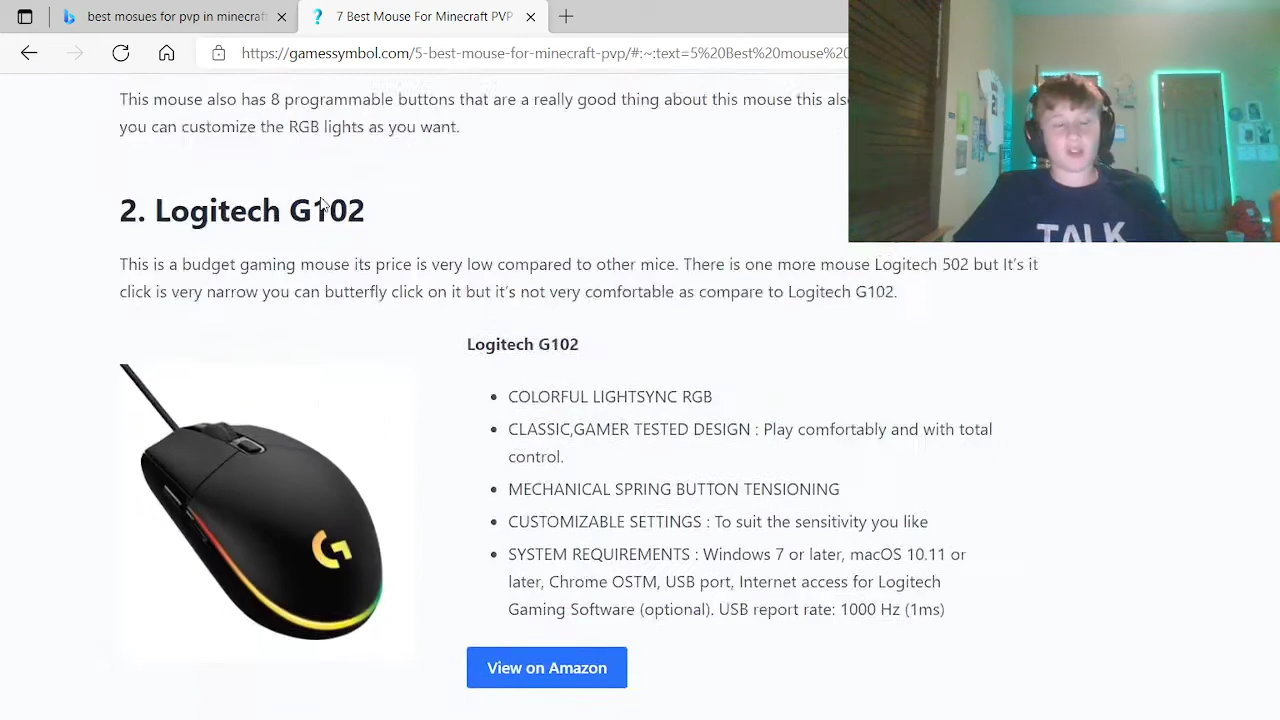 best mosues for pvp in minecraft
7 Best Mouse For Minecraft PVP
https://gamessymbol.com/5-best-mouse-for-minecraft-pvp/#:~:text=5%20Best%20mouse%20
This mouse also has 8 programmable buttons that are a really good thing about this mouse this also
you can customize the RGB lights as you want.
2. Logitech G102
TALK
This is a budget gaming mouse its price is very low compared to other mice. There is one more mouse Logitech 502 but It's it
click is very narrow you can butterfly click on it but it's not very comfortable as compare to Logitech G102.
Logitech G102
• COLORFUL LIGHTSYNC RGB
• CLASSIC,GAMER TESTED DESIGN : Play comfortably and with total
control.
• MECHANICAL SPRING BUTTON TENSIONING
• CUSTOMIZABLE SETTINGS : To suit the sensitivity you like
• SYSTEM REQUIREMENTS : Windows 7 or later, macOS 10.11 or
later, Chrome OSTM, USB port, Internet access for Logitech
Gaming Software (optional). USB report rate: 1000 Hz (1ms)
View on Amazon